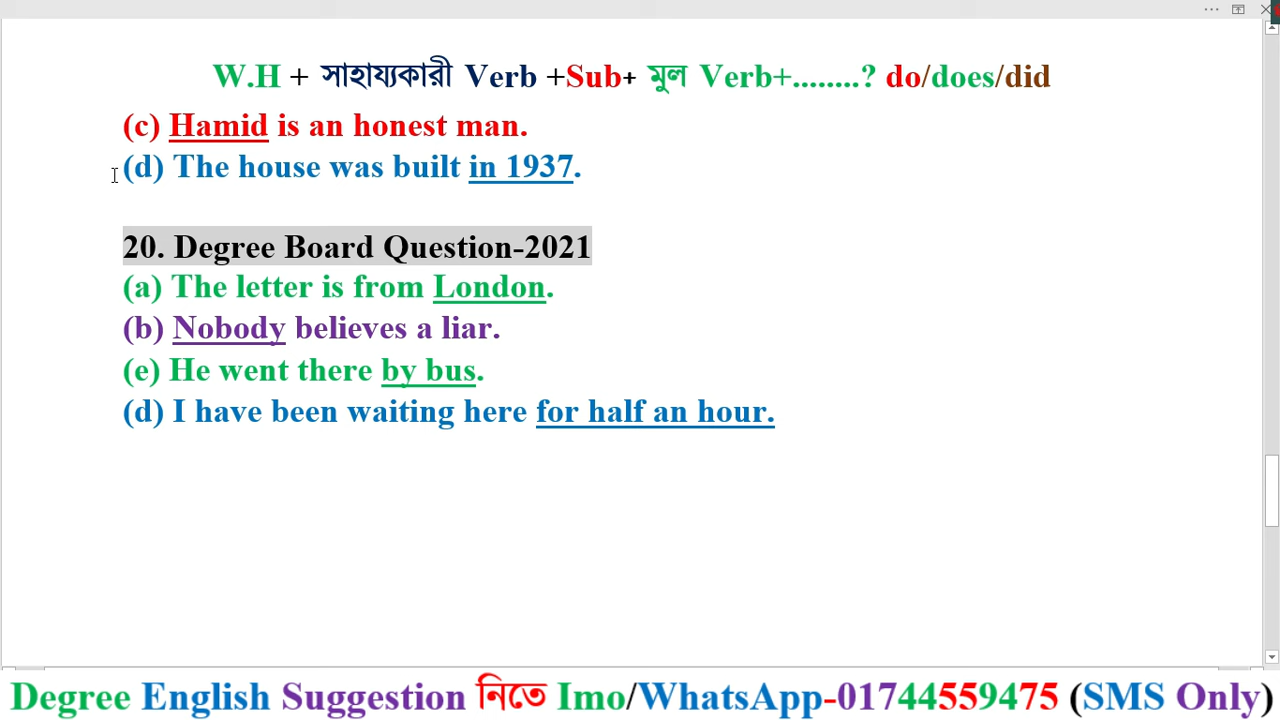 W.H + সাহায্যকারী Verb +Sub+ মুল Verb+........? do/does/did
(c) Hamid is an honest man.
(d) The house was built in 1937.
20. Degree Board Question-2021
(a) The letter is from London.
(b) Nobody believes a liar.
(e) He went there by bus.
(d) I have been waiting here for half an hour.
Degree English Suggestion নিতে Imo/WhatsApp-01744559475 (SMS Only)